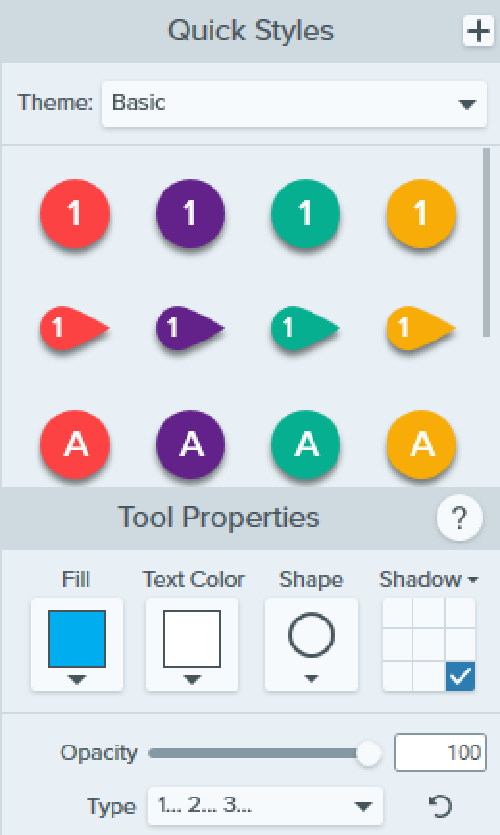 Quick Styles
Theme: Basic
1 1 1 1
1 1 1 1
A A A A
Tool Properties ?
Fill Text Color Shape Shadow
Opacity 100
Type 1... 2... 3...